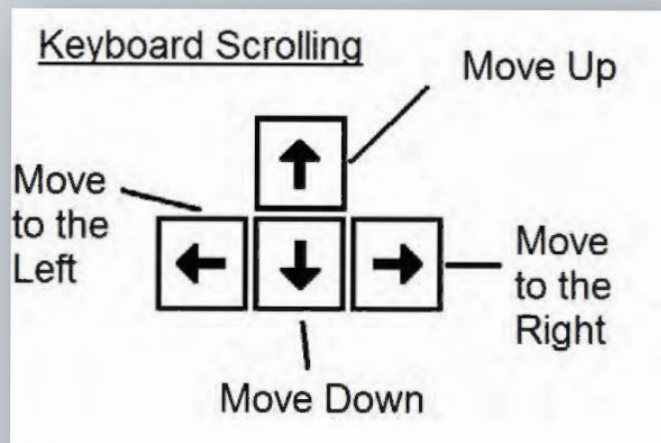 Keyboard Scrolling
Move Up
Move
to the
Left
Move
to the
Right
Move Down